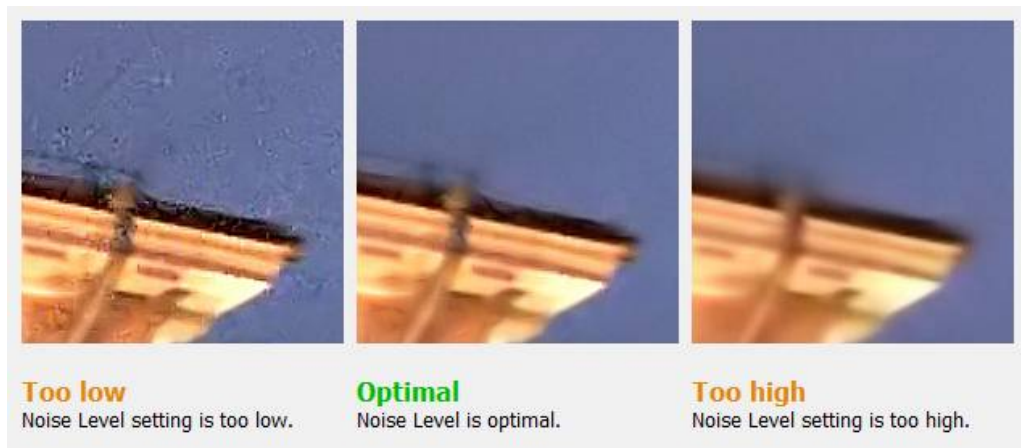 Too low
Noise Level setting is too low.
Optimal
Noise Level is optimal.
Too high
Noise Level setting is too high.